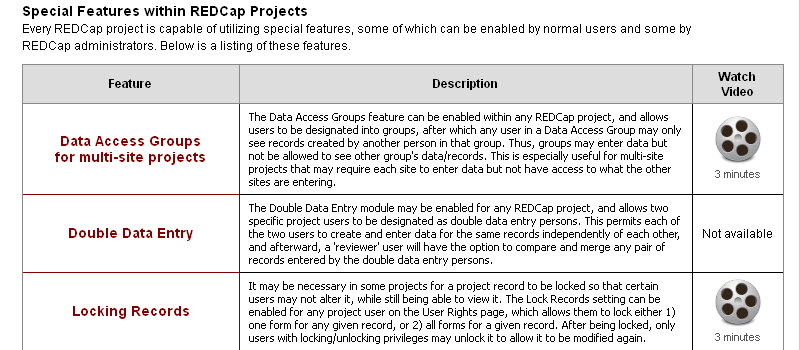 Special Features within REDCap Projects
Every REDCap project is capable of utilizing special features, some of which can be enabled by normal users and some by
REDCap administrators. Below is a listing of these features.
Feature
Description
Watch
Video
Data Access Groups
for multi-site projects
The Data Access Groups feature can be enabled within any REDCap project, and allows
users to be designated into groups, after which any user in a Data Access Group may only
see records created by another person in that group. Thus, groups may enter data but
not be allowed to see other group's data/records. This is especially useful for multi-site
projects that may require each site to enter data but not have access to what the other
sites are entering.
3 minutes
Double Data Entry
The Double Data Entry module may be enabled for any REDCap project, and allows two
specific project users to be designated as double data entry persons. This permits each of
the two users to create and enter data for the same records independently of each other,
and afterward, a 'reviewer' user will have the option to compare and merge any pair of
records entered by the double data entry persons.
Not available
Locking Records
It may be necessary in some projects for a project record to be locked so that certain
users may not alter it, while still being able to view it. The Lock Records setting can be
enabled for any project user on the User Rights page, which allows them to lock either 1)
one form for any given record, or 2) all forms for a given record. After being locked, only
users with locking/unlocking privileges may unlock it to allow it to be modified again.
3 minutes